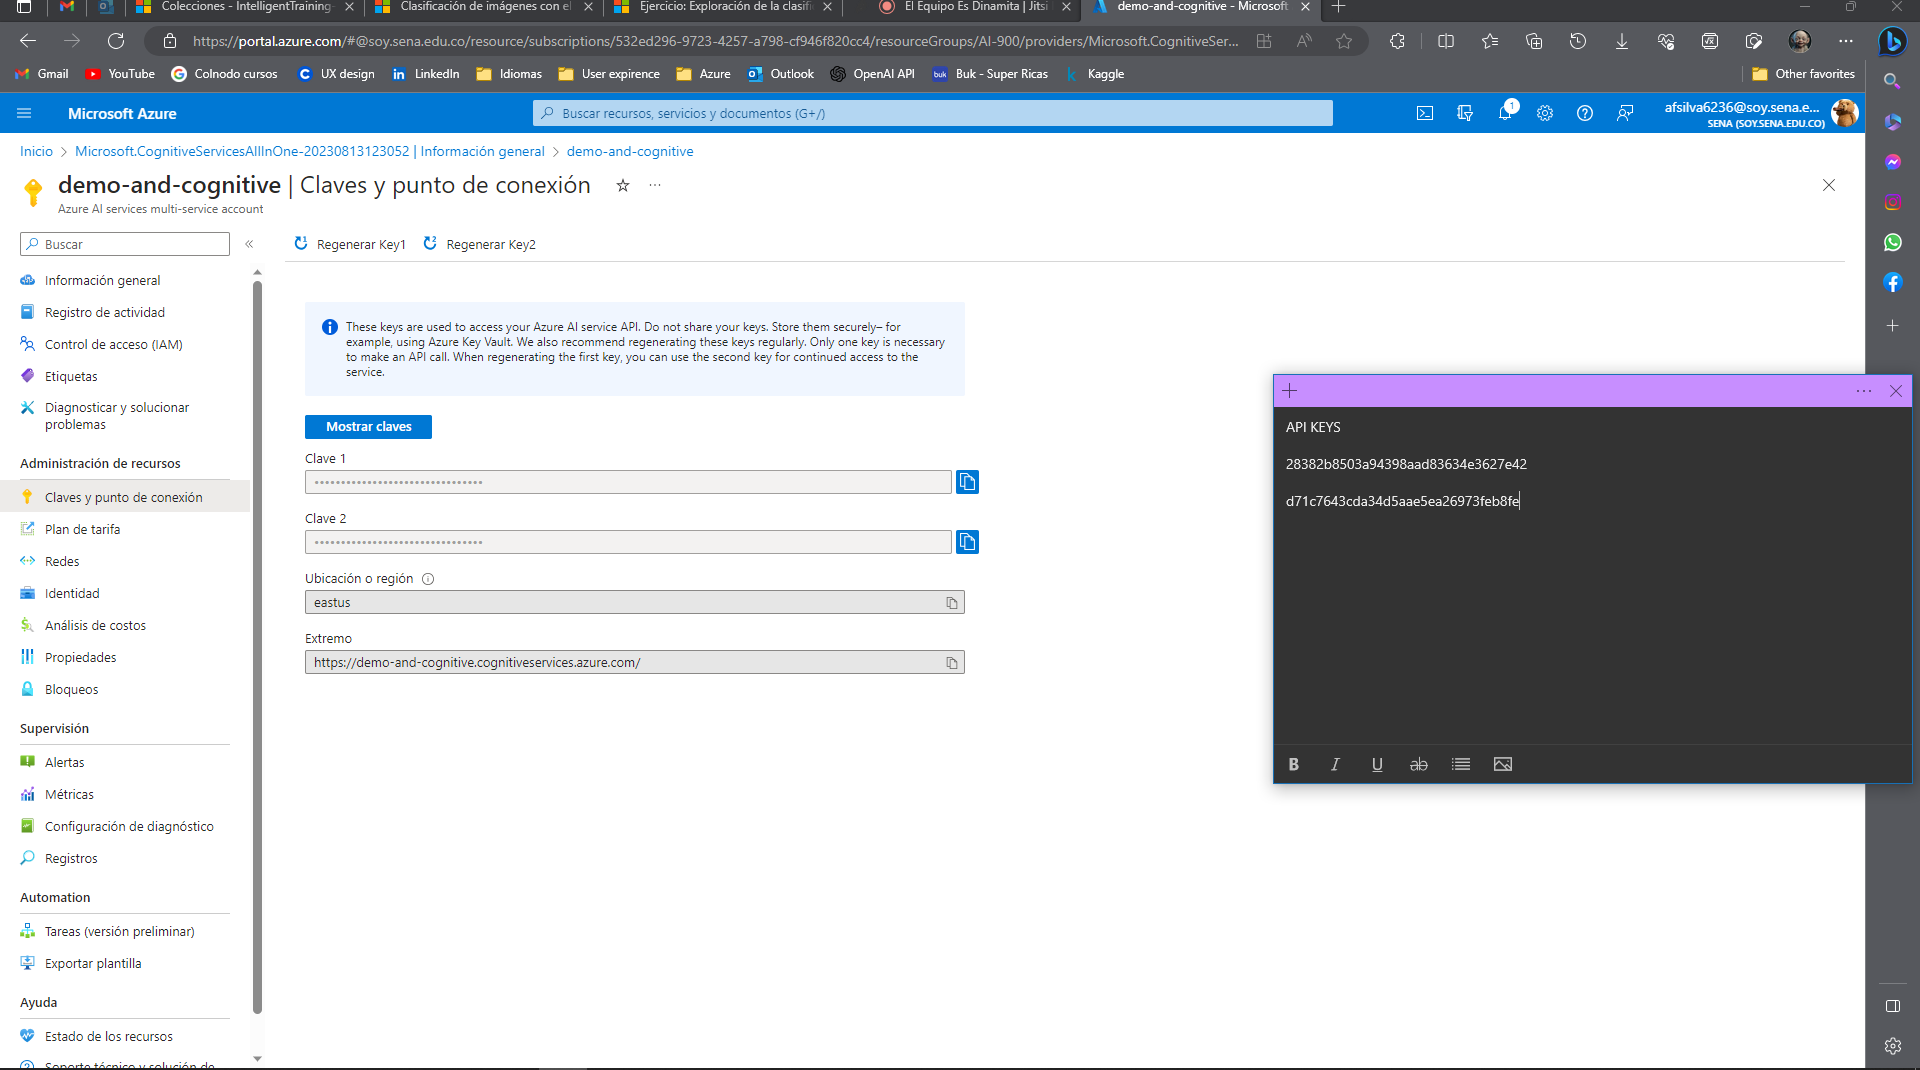 Colecciones - IntelligentTraining-
Clasificación de imágenes con el
Ejercicio: Exploración de la clasifi
El Equipo Es Dinamita | Jitsi
demo-and-cognitive - Microsoft
https://portal.azure.com/#@soy.sena.edu.co/resource/subscriptions/532ed296-9723-4257-a798-cf946f820cc4/resourceGroups/AI-900/providers/Microsoft.CognitiveSer...
Gmail
YouTube
Colnodo cursos
UX design
LinkedIn
Idiomas
User expirence
Azure
Outlook
OpenAI API
Buk - Super Ricas
Kaggle
Other favorites
Microsoft Azure
Buscar recursos, servicios y documentos (G+/)
1
afsilva6236@soy.sena.e...
SENA (SOY.SENA.EDU.CO)
Inicio > Microsoft.CognitiveServicesAllInOne-20230813123052 | Información general > demo-and-cognitive
demo-and-cognitive | Claves y punto de conexión
Azure AI services multi-service account
Buscar
Regenerar Key1
Regenerar Key2
Información general
Registro de actividad
Control de acceso (IAM)
Etiquetas
Diagnosticar y solucionar
problemas
Administración de recursos
Claves y punto de conexión
Plan de tarifa
Redes
Identidad
Análisis de costos
Propiedades
Bloqueos
Supervisión
Alertas
Métricas
Configuración de diagnóstico
Registros
Automation
Tareas (versión preliminar)
Exportar plantilla
Ayuda
Estado de los recursos
Soporte técnico y solución de
These keys are used to access your Azure AI service API. Do not share your keys. Store them securely– for
example, using Azure Key Vault. We also recommend regenerating these keys regularly. Only one key is necessary
to make an API call. When regenerating the first key, you can use the second key for continued access to the
service.
Mostrar claves
Clave 1
Clave 2
Ubicación o región
eastus
Extremo
https://demo-and-cognitive.cognitiveservices.azure.com/
API KEYS
28382b8503a94398aad83634e3627e42
d71c7643cda34d5aae5ea26973feb8fe
B I U ab